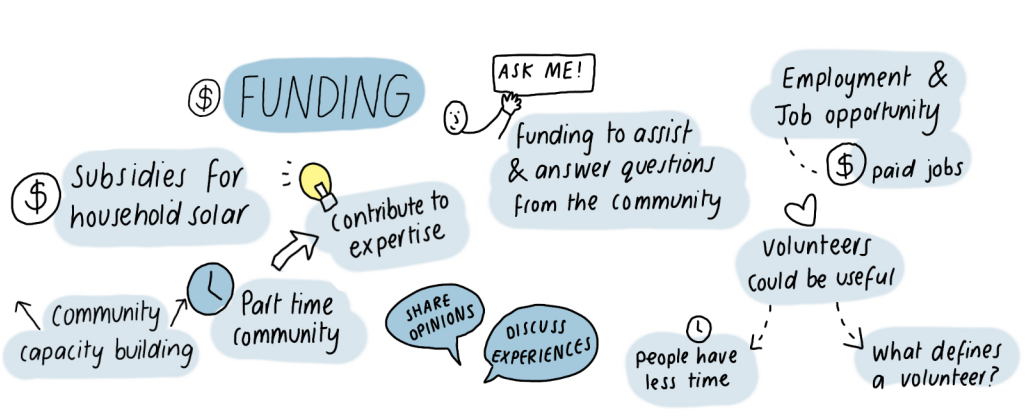 $ FUNDING
ASK ME!
funding to assist
& answer questions
from the community
Employment &
Job opportunity
$ paid jobs
$ Subsidies for
household solar
contribute to
expertise
Community
capacity building
Part time
community
SHARE
OPINIONS
DISCUSS
EXPERIENCES
volunteers
could be useful
people have
less time
what defines
a volunteer?